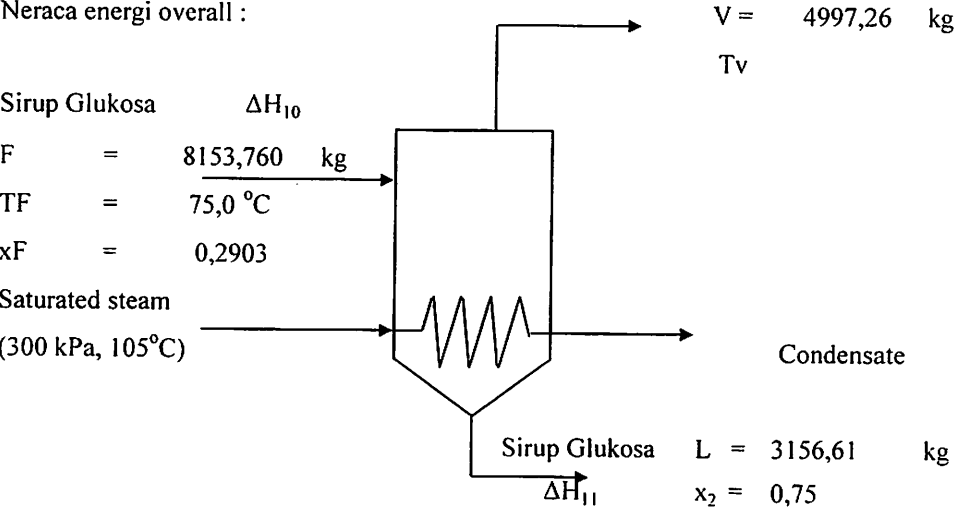 Neraca energi overall :
V = 4997,26 kg
Tv
Sirup Glukosa ΔH₁₀
F = 8153,760 kg
TF = 75,0 °C
xF = 0,2903
Saturated steam
(300 kPa, 105°C)
Condensate
Sirup Glukosa L = 3156,61 kg
ΔH₁₁ x₂ = 0,75